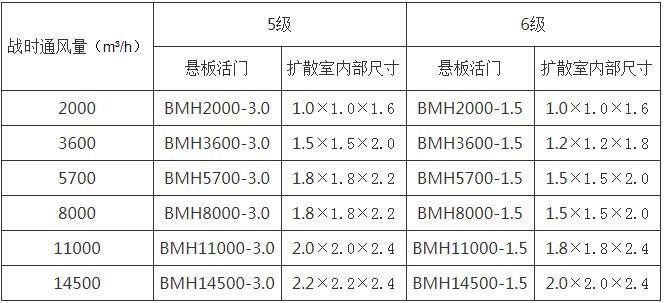 战时通风量（m³/h） 5级 6级
悬板活门 扩散室内部尺寸 悬板活门 扩散室内部尺寸
2000 BMH2000-3.0 1.0×1.0×1.6 BMH2000-1.5 1.0×1.0×1.6
3600 BMH3600-3.0 1.5×1.5×2.0 BMH3600-1.5 1.2×1.2×1.8
5700 BMH5700-3.0 1.8×1.8×2.2 BMH5700-1.5 1.5×1.5×2.0
8000 BMH8000-3.0 1.8×1.8×2.2 BMH8000-1.5 1.5×1.5×2.0
11000 BMH11000-3.0 2.0×2.0×2.4 BMH11000-1.5 1.8×1.8×2.4
14500 BMH14500-3.0 2.2×2.2×2.4 BMH14500-1.5 2.0×2.0×2.4